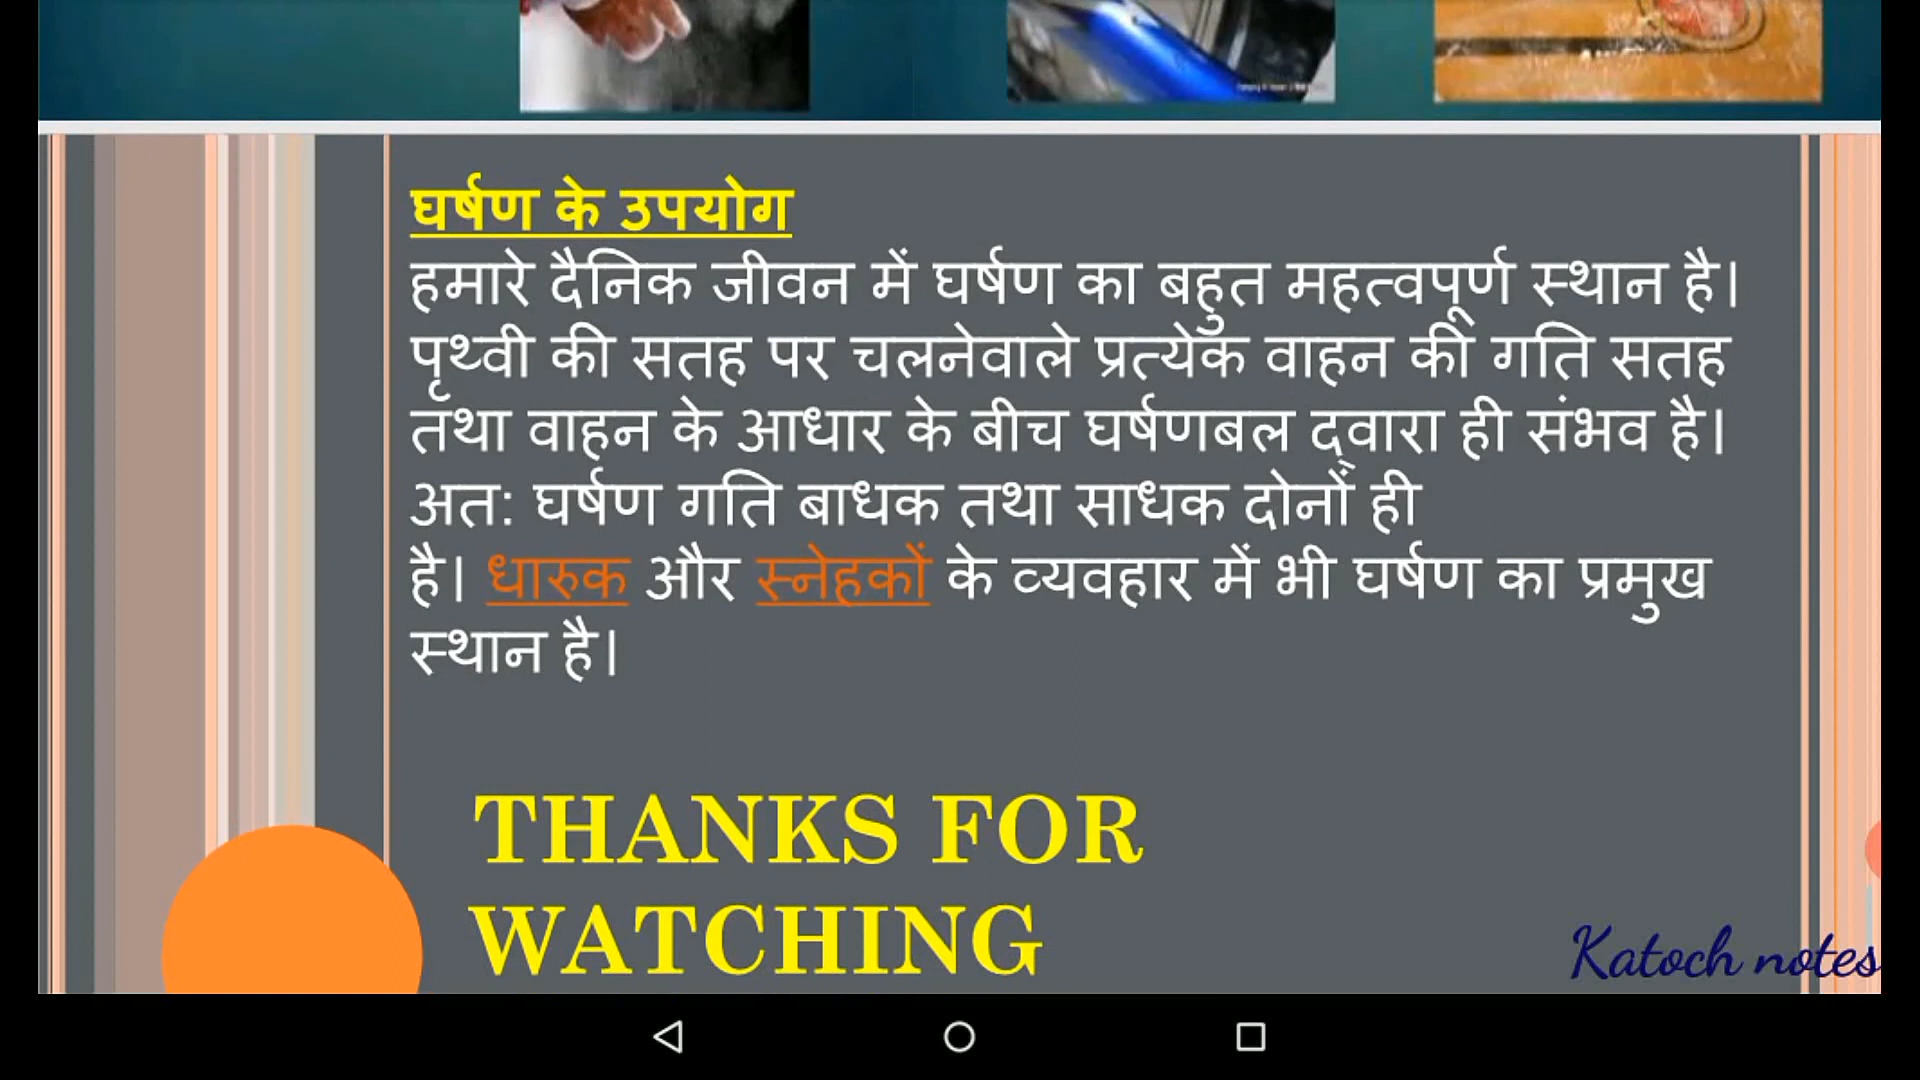 घर्षण के उपयोग
हमारे दैनिक जीवन में घर्षण का बहुत महत्वपूर्ण स्थान है।
पृथ्वी की सतह पर चलनेवाले प्रत्येक वाहन की गति सतह
तथा वाहन के आधार के बीच घर्षणबल द्वारा ही संभव है।
अत: घर्षण गति बाधक तथा साधक दोनों ही
है। धारुक और स्नेहकों के व्यवहार में भी घर्षण का प्रमुख
स्थान है।
THANKS FOR
WATCHING
Katoch notes